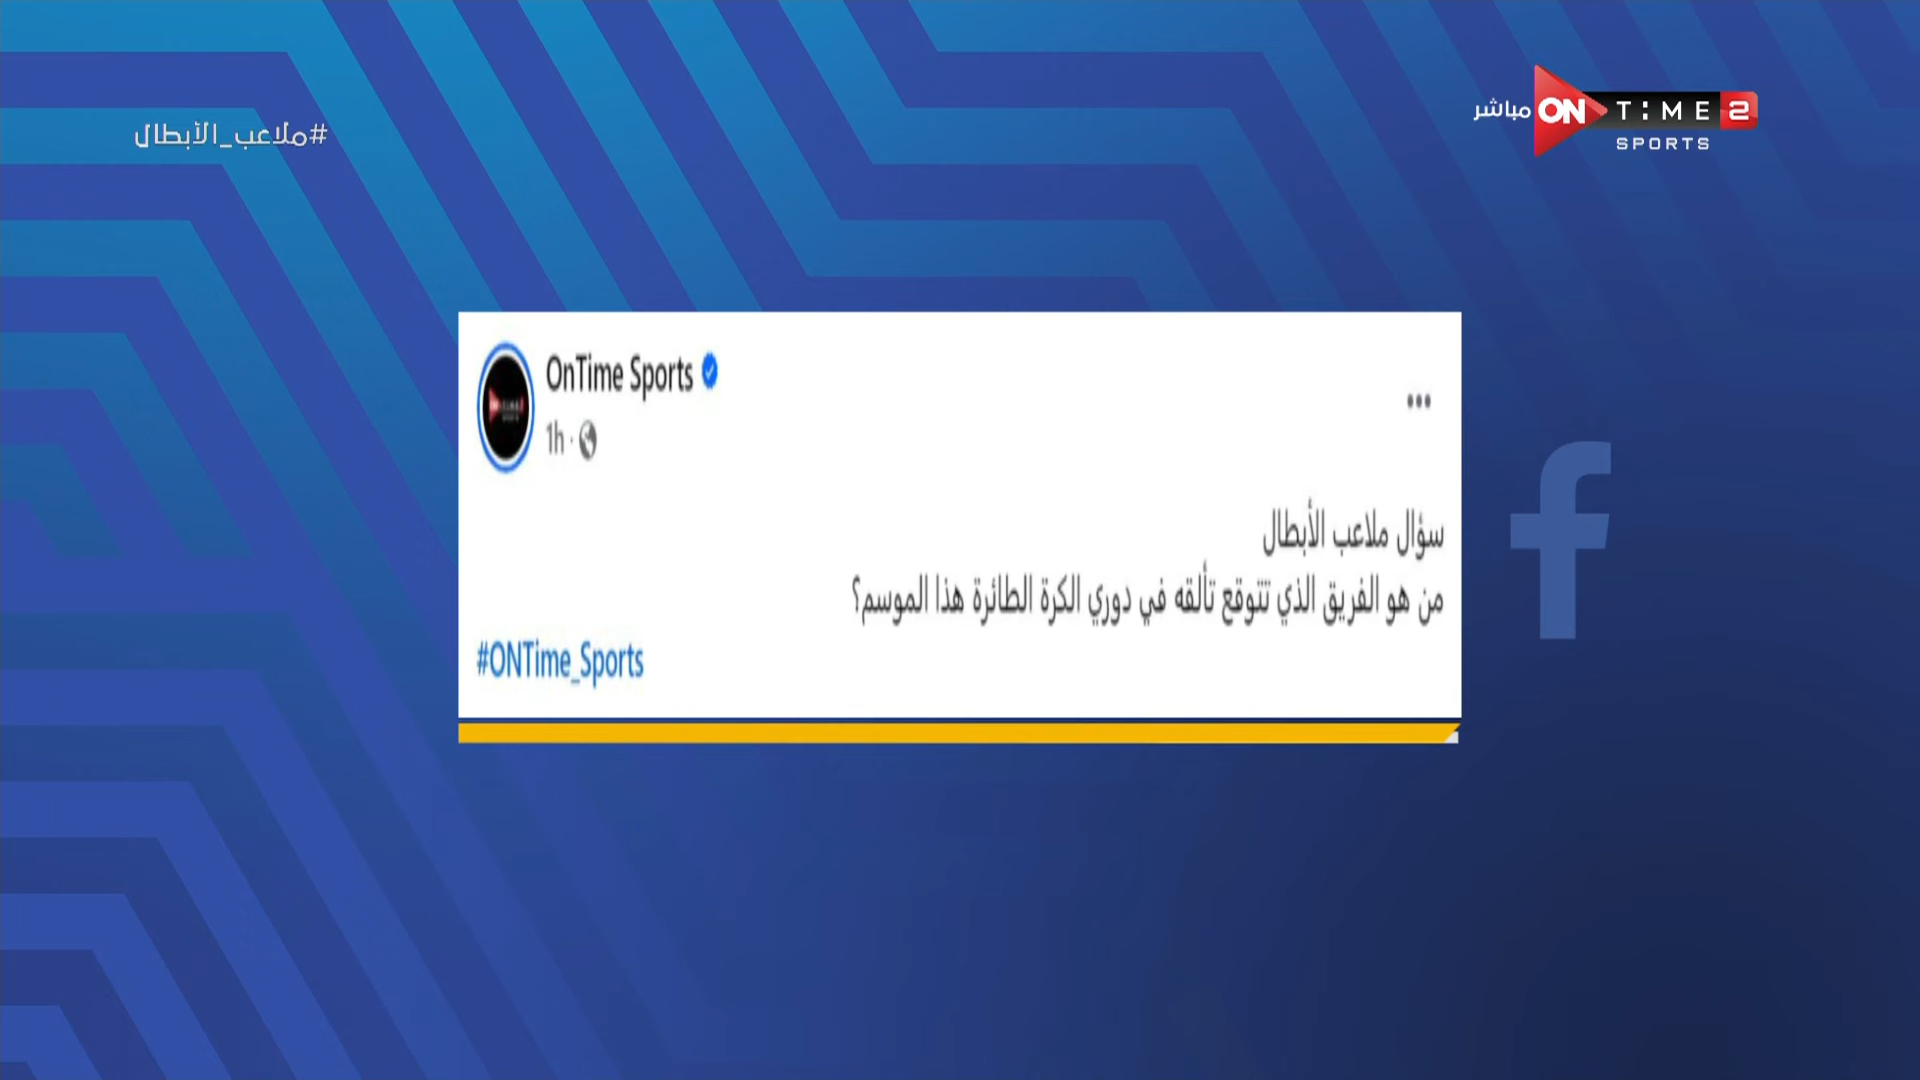 #ملاعب_الأبطال
مباشر ON TIME 2
SPORTS
OnTime Sports
1h ·
سؤال ملاعب الأبطال
من هو الفريق الذي تتوقع تألقه في دوري الكرة الطائرة هذا الموسم؟
#ONTime_Sports